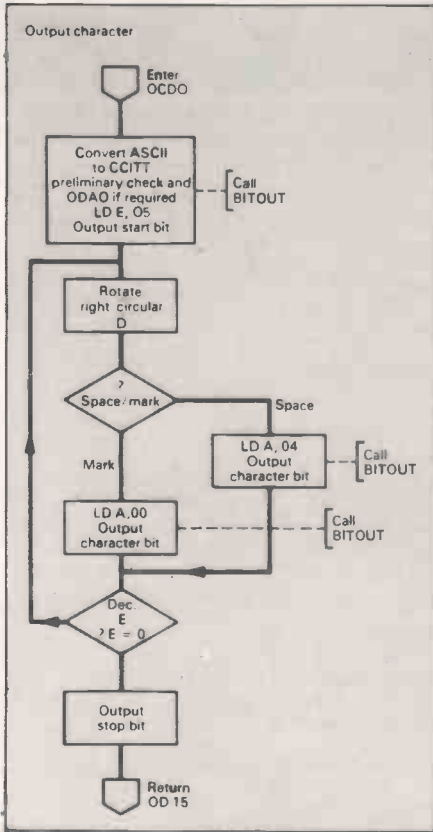 Output character
Enter
OCDO
Convert ASCII
to CCITT
preliminary check and
ODAO if required
LD E, 05
Output start bit
Call
BITOUT
Rotate
right circular
D
?
Space/mark
Space
Mark
LD A, 04
Output
character bit
Call
BITOUT
LD A,00
Output
character bit
Call
BITOUT
Dec.
E
? E = 0
Output
stop bit
Return
OD 15